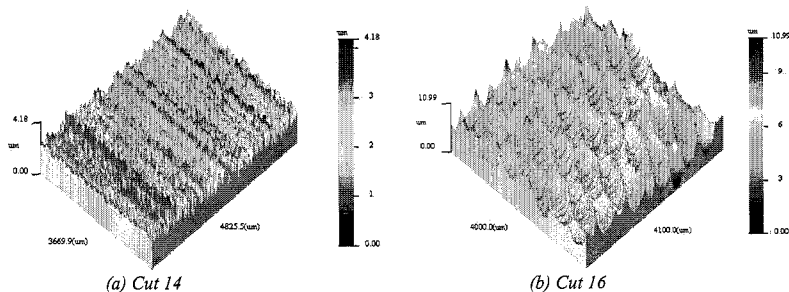 um
4.18
3
2
1
0.00
4.18
um
0.00
3669.9(um)
4825.5(um)
(a) Cut 14
um
10.99
9
6
3
0.00
10.99
um
0.00
4000.0(um)
4100.0(um)
(b) Cut 16